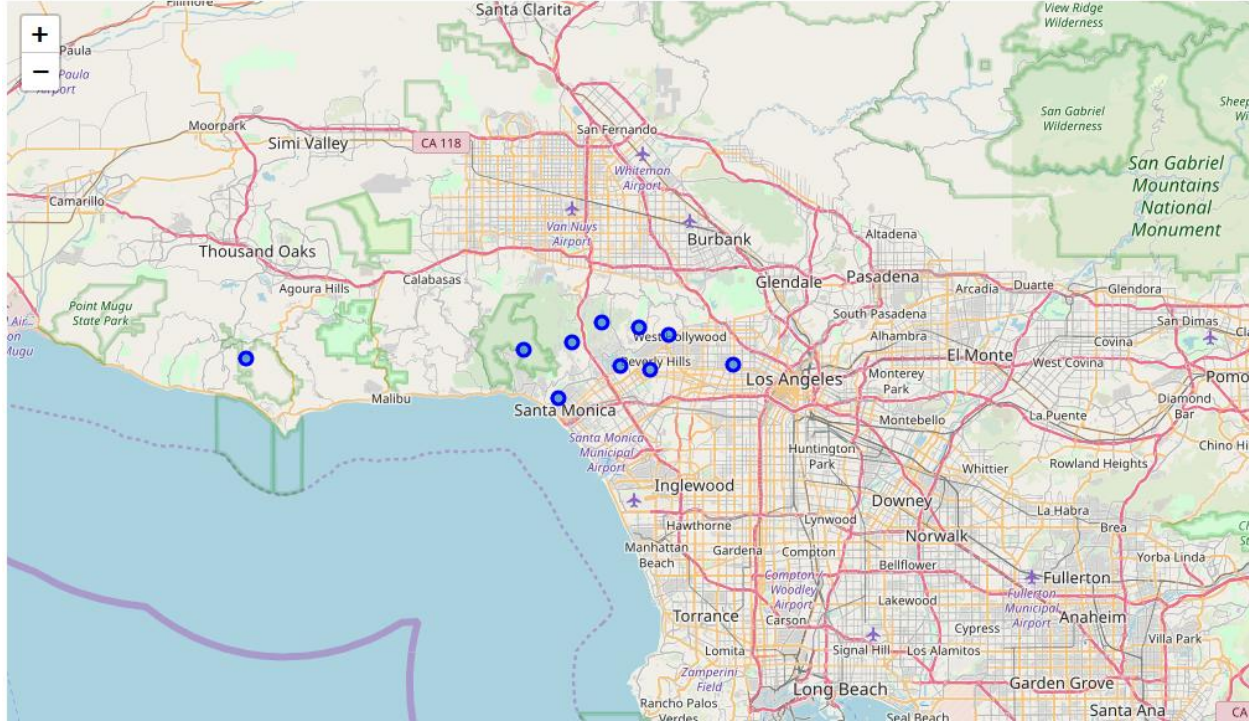 +
−
Fillmore
Santa Clarita
View Ridge
Wilderness
Paula
Paula
Airport
Moorpark
Simi Valley
CA 118
San Fernando
Whiteman
Airport
San Gabriel
Wilderness
San Gabriel
Mountains
National
Monument
Camarillo
Thousand Oaks
Van Nuys
Airport
Burbank
Altadena
Pasadena
Agoura Hills
Calabasas
Glendale
Arcadia
Duarte
Glendora
Point Mugu
State Park
Mugu
South Pasadena
San Dimas
West Hollywood
Alhambra
Covina
Beverly Hills
El Monte
West Covina
Los Angeles
Monterey
Park
Pomo
Malibu
Santa Monica
Diamond
Bar
Montebello
La Puente
Santa Monica
Municipal
Airport
Huntington
Park
Chino Hi
Whittier
Rowland Heights
Inglewood
Downey
La Habra
Hawthorne
Lynwood
Brea
Norwalk
Manhattan
Beach
Gardena
Compton
Yorba Linda
Bellflower
Compton /
Woodley
Airport
Fullerton
Fullerton
Municipal
Airport
Lakewood
Torrance
Carson
Anaheim
Cypress
Villa Park
Lomita
Signal Hill
Los Alamitos
Zamperini
Field
Garden Grove
Long Beach
Rancho Palos
Verdes
Seal Beach
Santa Ana
CA